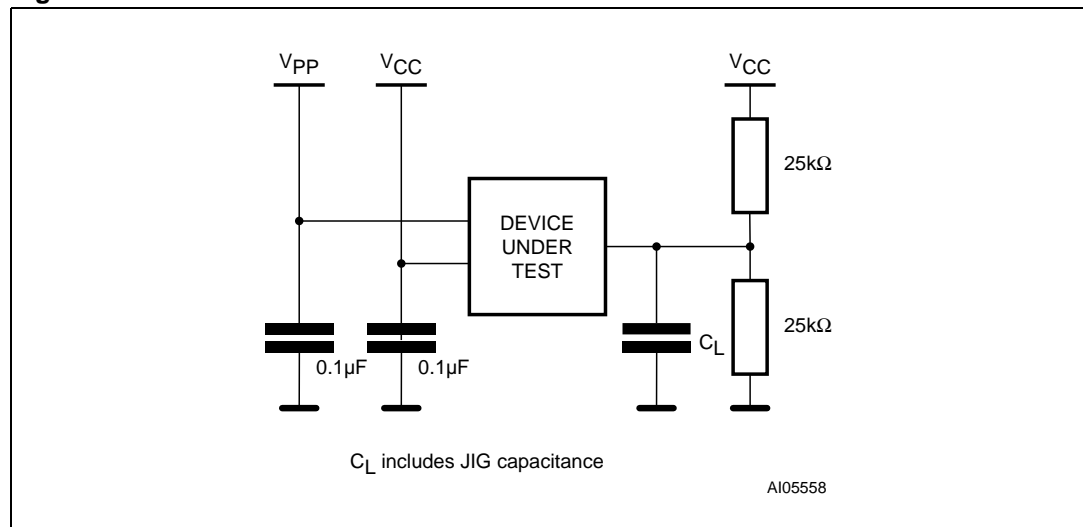 VPP
VCC
VCC
25kΩ
DEVICE
UNDER
TEST
25kΩ
CL
0.1µF
0.1µF
CL includes JIG capacitance
AI05558